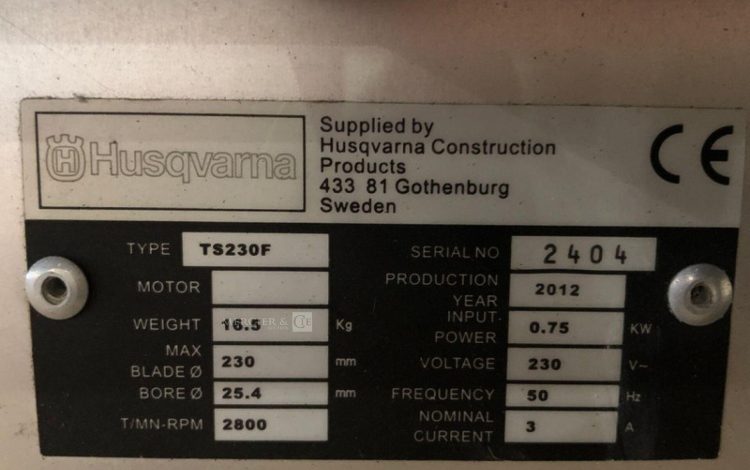 Husqvarna
Supplied by
Husqvarna Construction
Products
433 81 Gothenburg
Sweden
CE
TYPE TS230F
MOTOR
WEIGHT 16.5 Kg
MAX
BLADE Ø 230 mm
BORE Ø 25.4 mm
T/MN-RPM 2800
SERIAL NO 2404
PRODUCTION
YEAR 2012
INPUT
POWER 0.75 KW
VOLTAGE 230 V~
FREQUENCY 50 Hz
NOMINAL
CURRENT 3 A